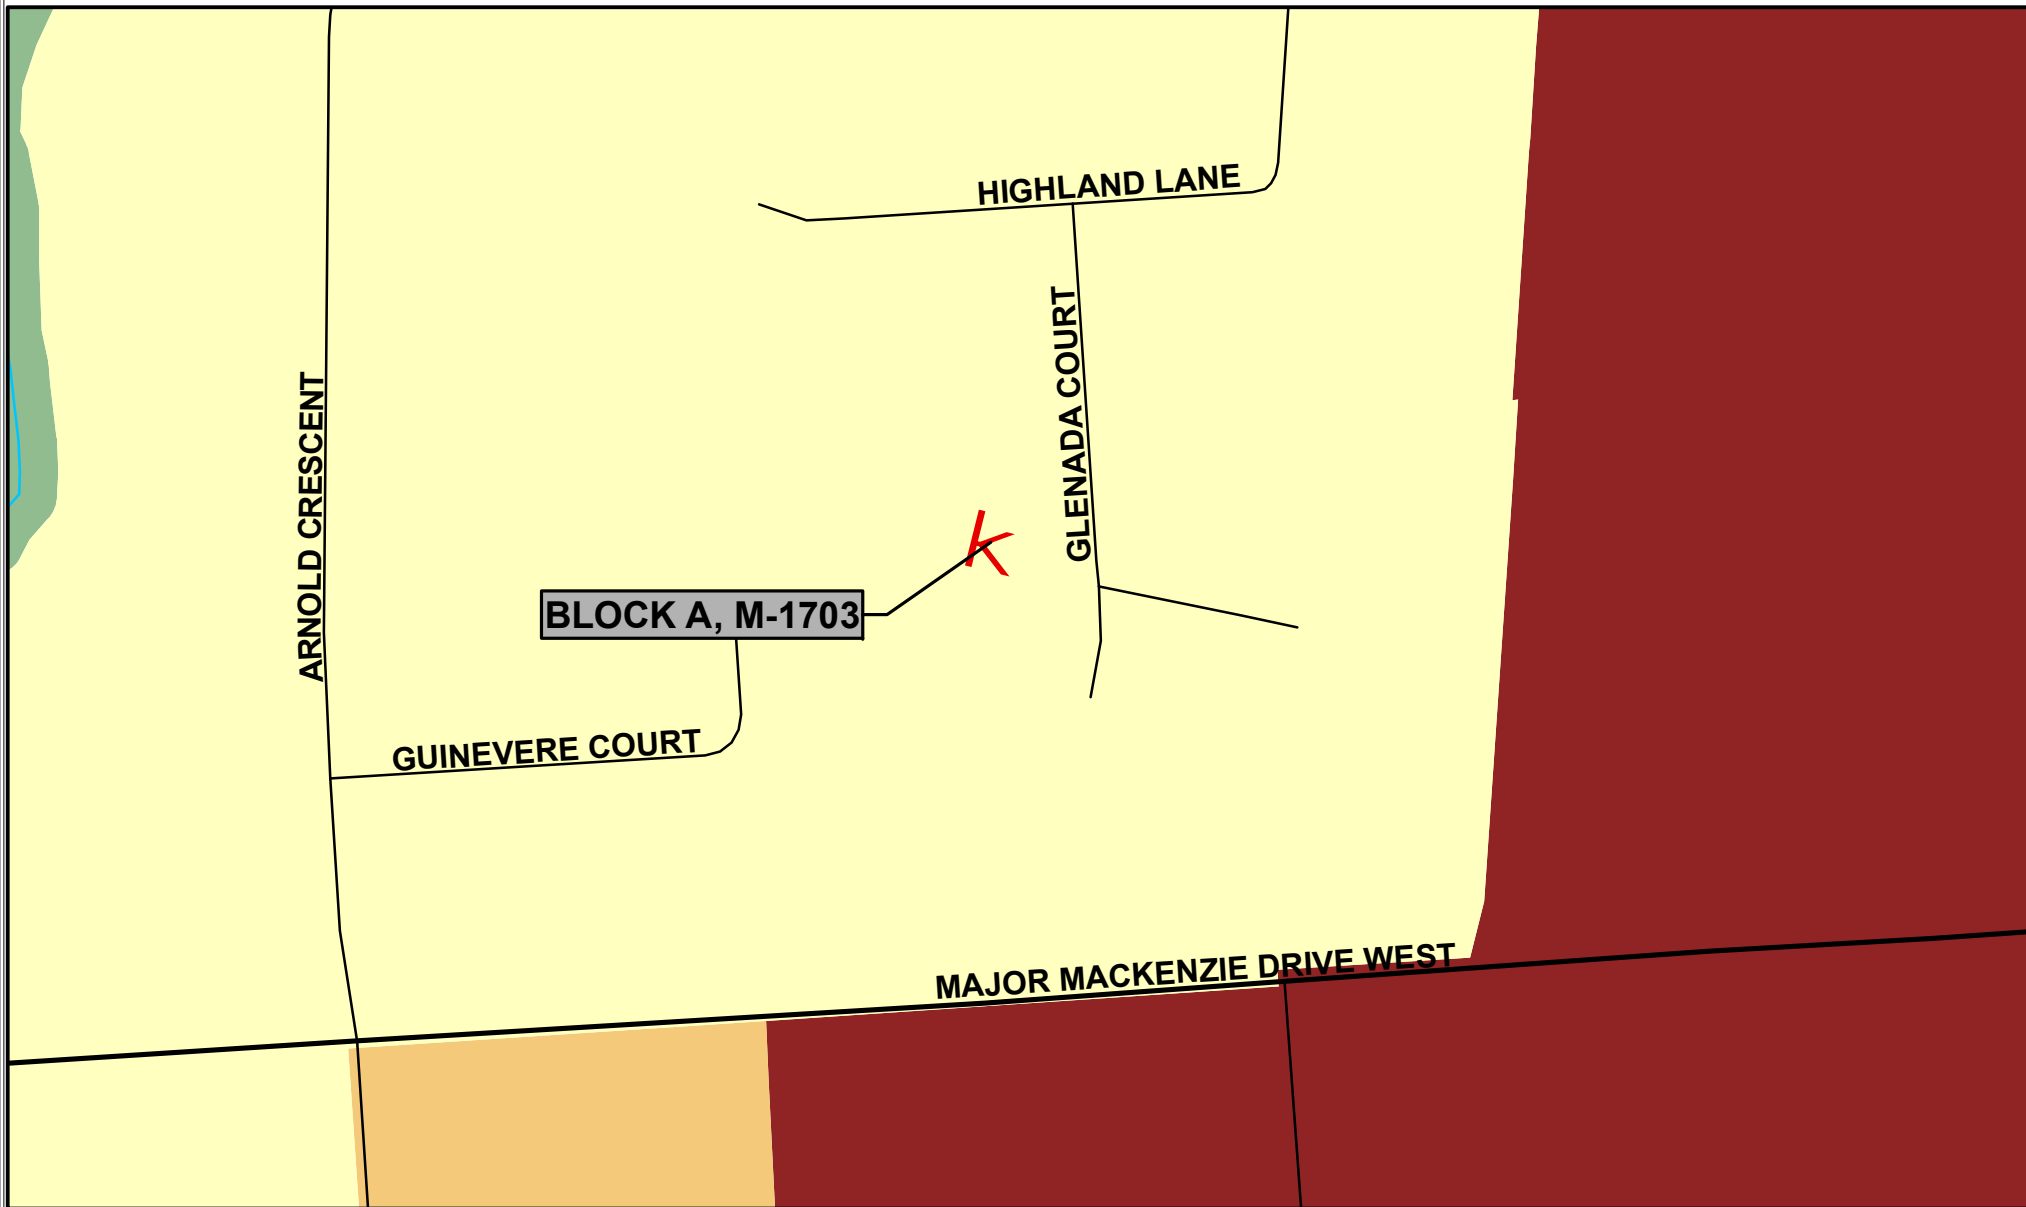 HIGHLAND LANE
GLENADA COURT
ARNOLD CRESCENT
K
BLOCK A, M-1703
GUINEVERE COURT
MAJOR MACKENZIE DRIVE WEST